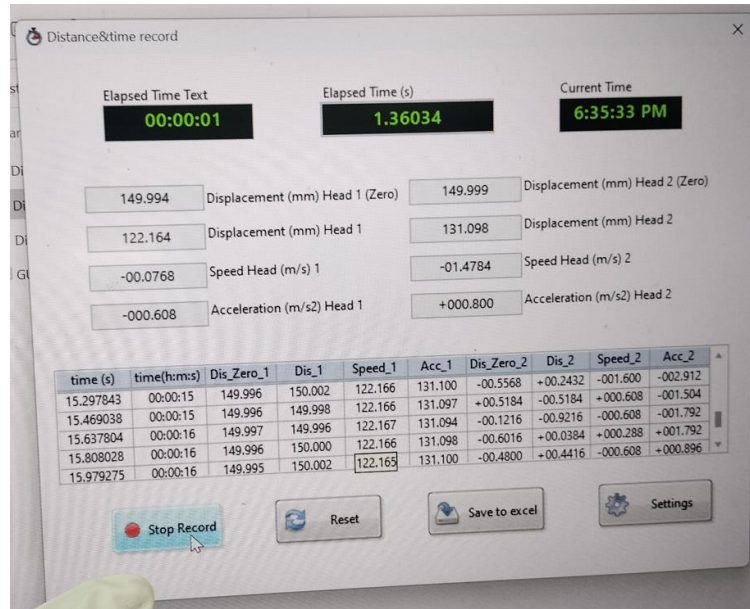 Distance&time record
Elapsed Time Text
Elapsed Time (s)
Current Time
00:00:01
1.36034
6:35:33 PM
149.994 Displacement (mm) Head 1 (Zero) 149.999 Displacement (mm) Head 2 (Zero)
122.164 Displacement (mm) Head 1 131.098 Displacement (mm) Head 2
-00.0768 Speed Head (m/s) 1 -01.4784 Speed Head (m/s) 2
-000.608 Acceleration (m/s2) Head 1 +000.800 Acceleration (m/s2) Head 2
time (s) time(h:m:s) Dis_Zero_1 Dis_1 Speed_1 Acc_1 Dis_Zero_2 Dis_2 Speed_2 Acc_2
15.297843 00:00:15 149.996 150.002 122.166 131.100 -00.5568 +00.2432 -001.600 -002.912
15.469038 00:00:15 149.996 149.998 122.166 131.097 +00.5184 -00.5184 +000.608 -001.504
15.637804 00:00:16 149.997 149.996 122.167 131.094 -00.1216 -00.9216 -000.608 -001.792
15.808028 00:00:16 149.996 150.000 122.166 131.098 -00.6016 +00.0384 +000.288 +001.792
15.979275 00:00:16 149.995 150.002 122.165 131.100 -00.4800 +00.4416 -000.608 +000.896
Stop Record
Reset
Save to excel
Settings